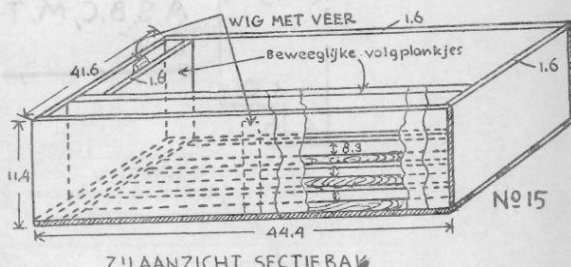 A,B,B,C,M.T
WIG MET VEER
1.6
41.6
1.6
Beweeglijke volgplankjes
1.6
11.4
8.3
No 15
44.4
ZIJAANZICHT SECTIEBAK